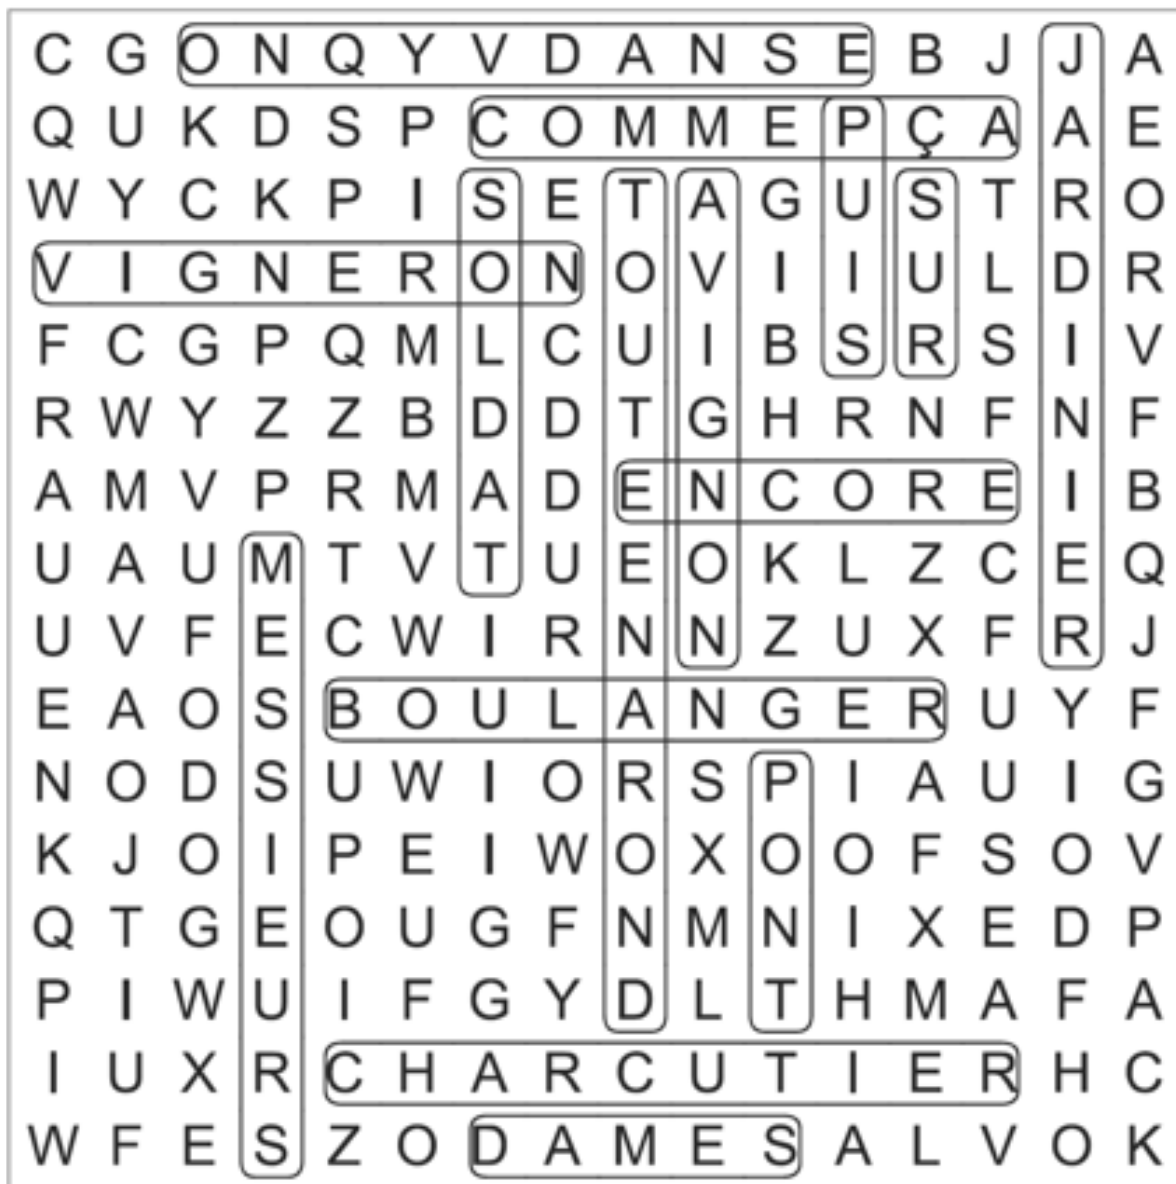 C G O N Q Y V D A N S E B J J A
Q U K D S P C O M M E P Ç A A E
W Y C K P I S E T A G U S T R O
V I G N E R O N O V I I U L D R
F C G P Q M L C U I B S R S I V
R W Y Z Z B D D T G H R N F N F
A M V P R M A D E N C O R E I B
U A U M T V T U E O K L Z C E Q
U V F E C W I R N N Z U X F R J
E A O S B O U L A N G E R U Y F
N O D S U W I O R S P I A U I G
K J O I P E I W O X O O F S O V
Q T G E O U G F N M N I X E D P
P I W U I F G Y D L T H M A F A
I U X R C H A R C U T I E R H C
W F E S Z O D A M E S A L V O K